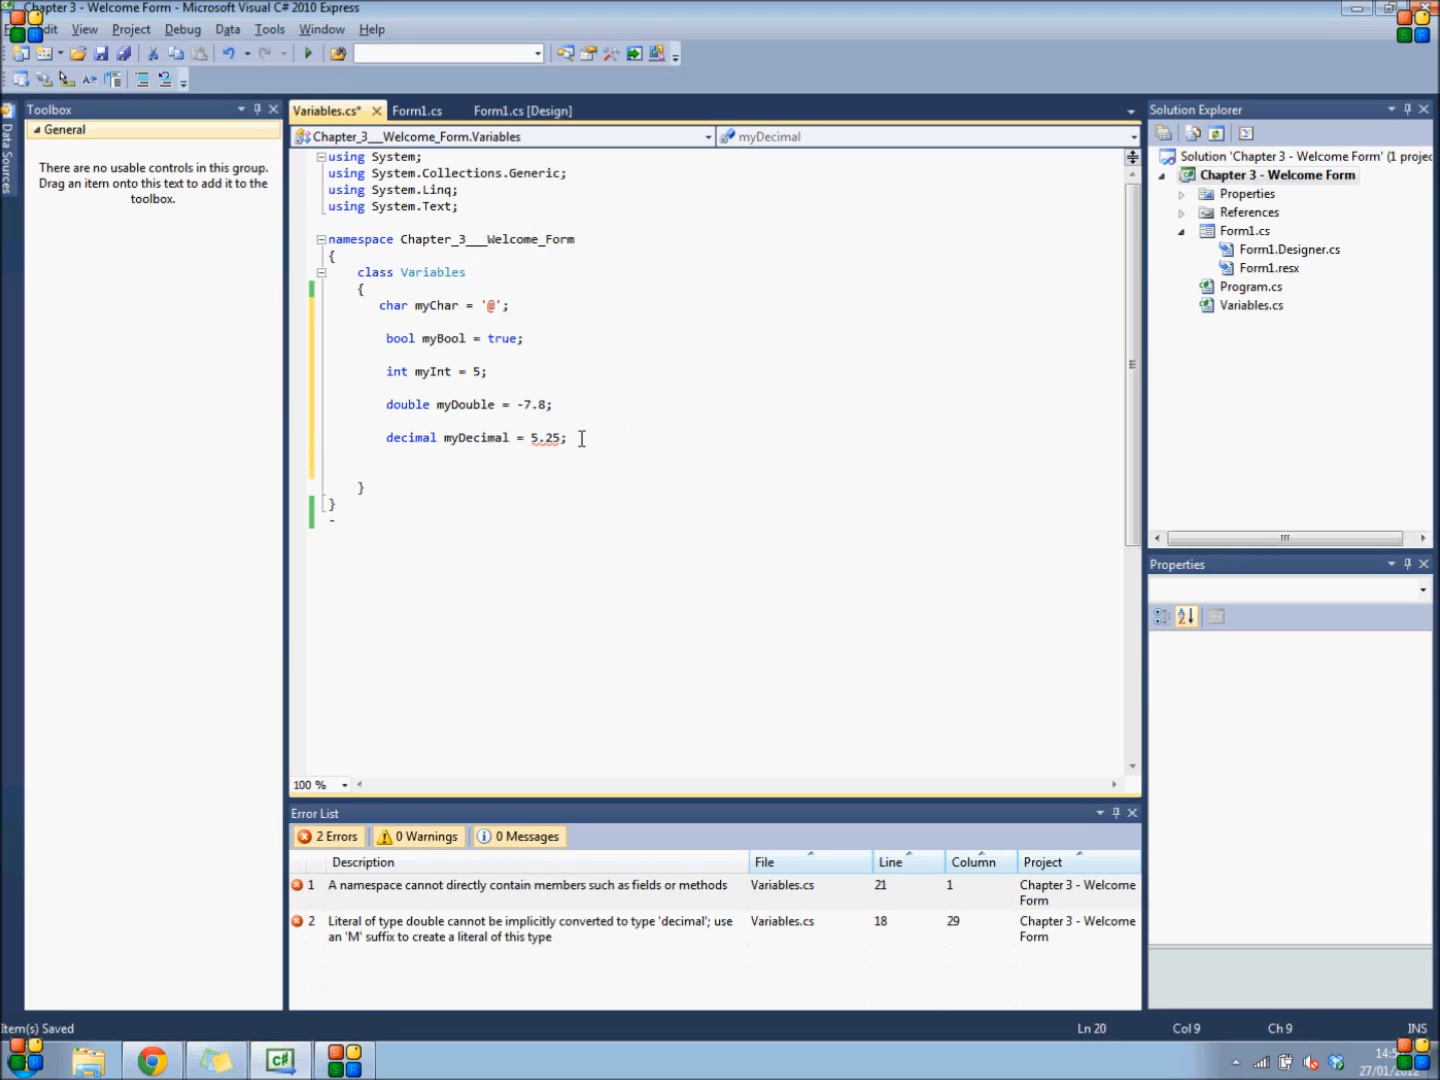 Chapter 3 - Welcome Form - Microsoft Visual C# 2010 Express
View Project Debug Data Tools Window Help
Data Sources
Toolbox
General
There are no usable controls in this group.
Drag an item onto this text to add it to the
toolbox.
Variables.cs* Form1.cs Form1.cs [Design]
Chapter_3___Welcome_Form.Variables myDecimal
using System;
using System.Collections.Generic;
using System.Linq;
using System.Text;
namespace Chapter_3___Welcome_Form
{
class Variables
{
char myChar = '@';
bool myBool = true;
int myInt = 5;
double myDouble = -7.8;
decimal myDecimal = 5.25;
}
}
-
100 %
Solution Explorer
Solution 'Chapter 3 - Welcome Form' (1 projec
Chapter 3 - Welcome Form
Properties
References
Form1.cs
Form1.Designer.cs
Form1.resx
Program.cs
Variables.cs
Properties
Error List
2 Errors 0 Warnings 0 Messages
Description File Line Column Project
1 A namespace cannot directly contain members such as fields or methods Variables.cs 21 1 Chapter 3 - Welcome
Form
2 Literal of type double cannot be implicitly converted to type 'decimal'; use Variables.cs 18 29 Chapter 3 - Welcome
an 'M' suffix to create a literal of this type Form
Item(s) Saved Ln 20 Col 9 Ch 9 INS